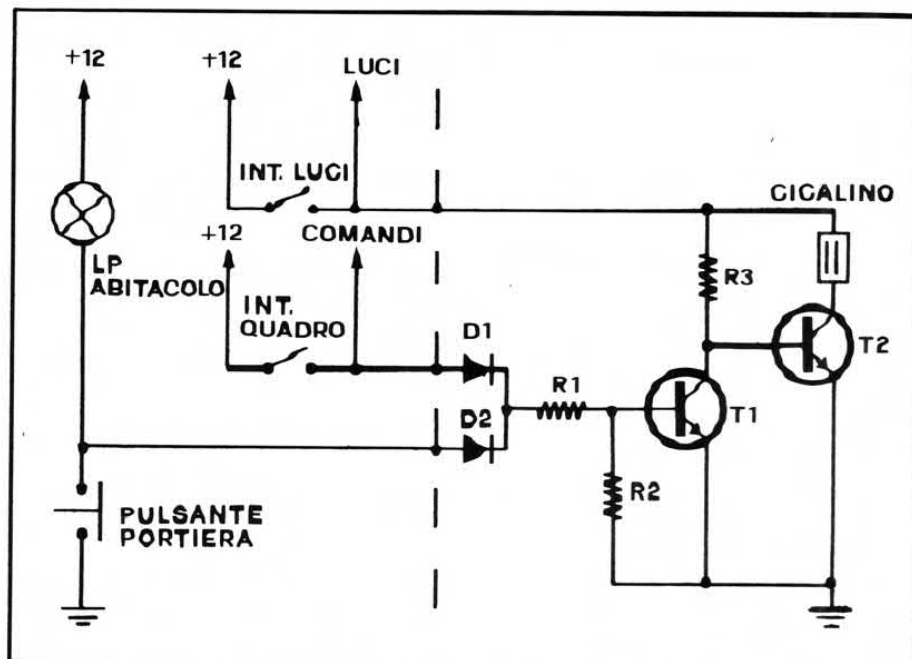 +12
+12
LUCI
INT. LUCI
CICALINO
+12
COMANDI
LP
ABITACOLO
R3
INT.
QUADRO
D1
T2
R1
T1
D2
R2
PULSANTE
PORTIERA